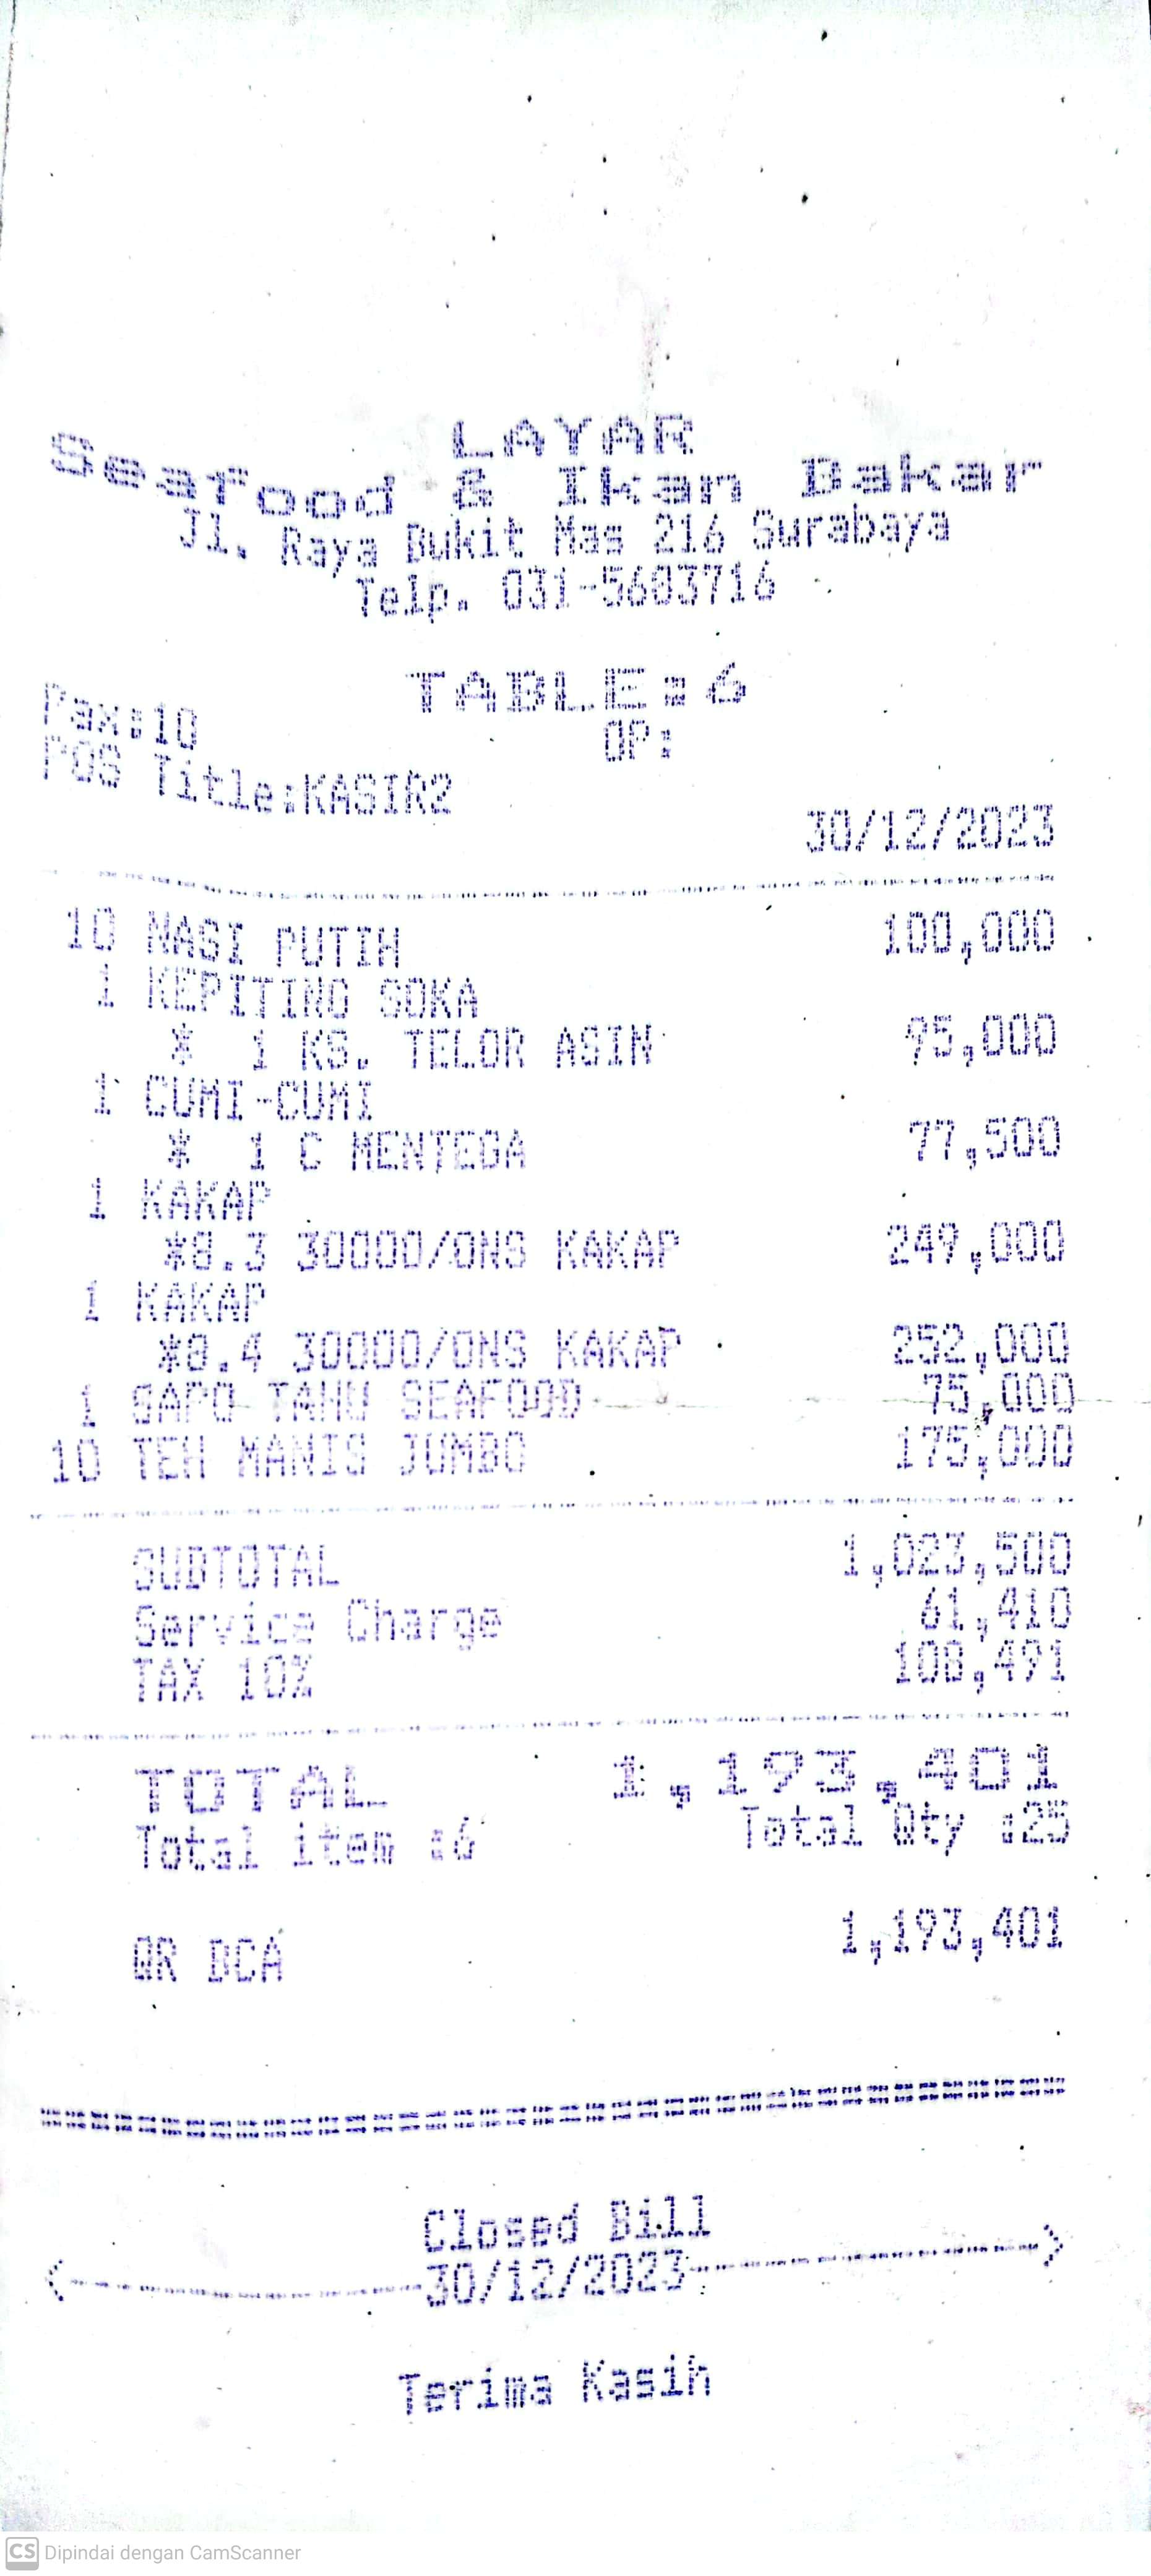 LAYAR
Seafood & Ikan Bakar
Jl. Raya Bukit Mas 216 Surabaya
Telp. 031-5683716
TABLE:6
Pax:10 OP:
POS Title:KASIR2
30/12/2023
10 NASI PUTIH 100,000
1 KEPITING SOKA
* 1 KS. TELOR ASIN 95,000
1 CUMI-CUMI
* 1 C MENTEGA 77,500
1 KAKAP
*8.3 30000/ONS KAKAP 249,000
1 KAKAP
*8.4 30000/ONS KAKAP 252,000
1 SAPO TAHU SEAFOOD 75,000
10 TEH MANIS JUMBO 175,000
SUBTOTAL 1,023,500
Service Charge 61,410
TAX 10% 108,491
TOTAL 1,193,401
Total item :6 Total Qty :25
QR BCA 1,193,401
Closed Bill
<-----30/12/2023----->
Terima Kasih
CS Dipindai dengan CamScanner